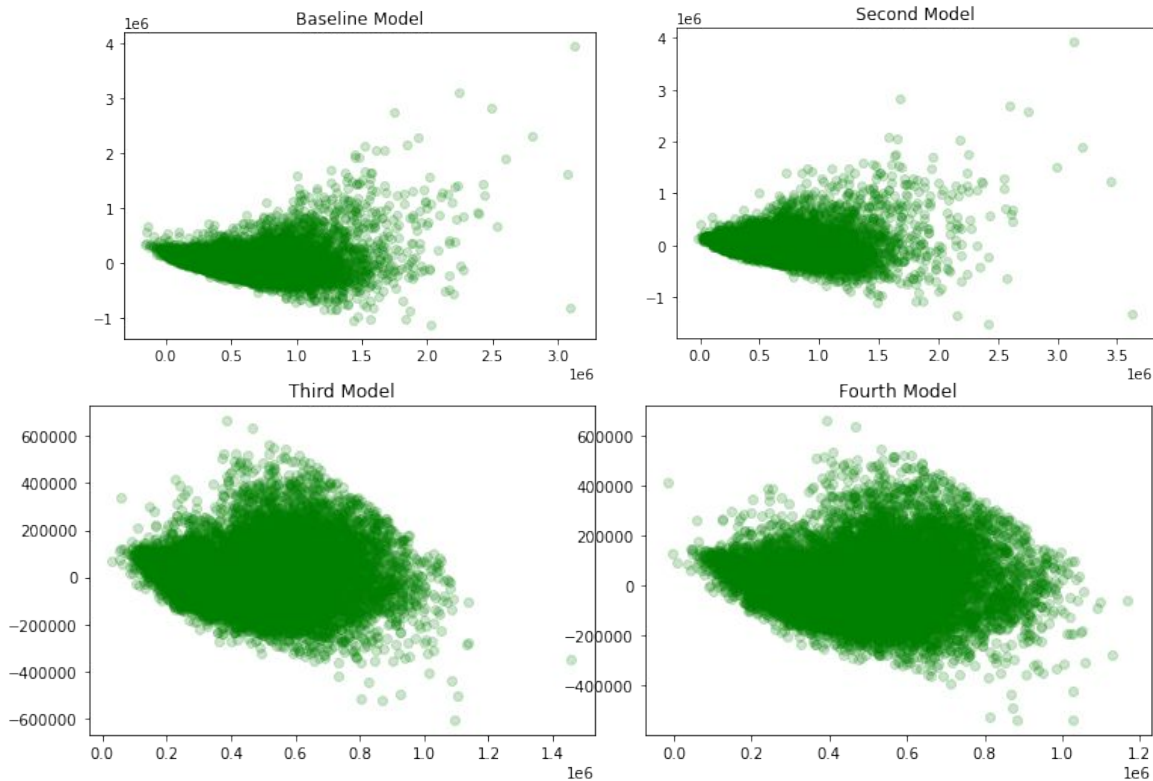 Baseline Model
1e6
4
3
2
1
0
−1
0.0 0.5 1.0 1.5 2.0 2.5 3.0
1e6
Second Model
1e6
4
3
2
1
0
−1
0.0 0.5 1.0 1.5 2.0 2.5 3.0 3.5
1e6
Third Model
600000
400000
200000
0
−200000
−400000
−600000
0.0 0.2 0.4 0.6 0.8 1.0 1.2 1.4
1e6
Fourth Model
600000
400000
200000
0
−200000
−400000
0.0 0.2 0.4 0.6 0.8 1.0 1.2
1e6